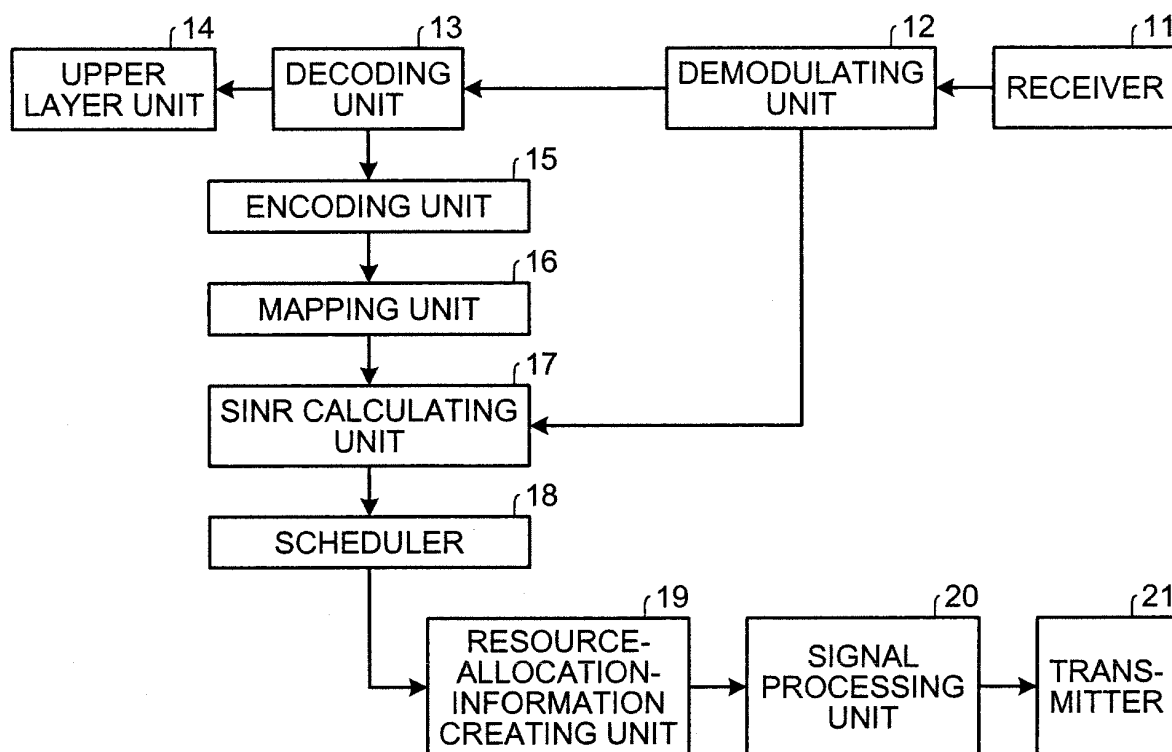 14
UPPER
LAYER UNIT
13
DECODING
UNIT
12
DEMODULATING
UNIT
11
RECEIVER
15
ENCODING UNIT
16
MAPPING UNIT
17
SINR CALCULATING
UNIT
18
SCHEDULER
19
RESOURCE-
ALLOCATION-
INFORMATION
CREATING UNIT
20
SIGNAL
PROCESSING
UNIT
21
TRANS-
MITTER